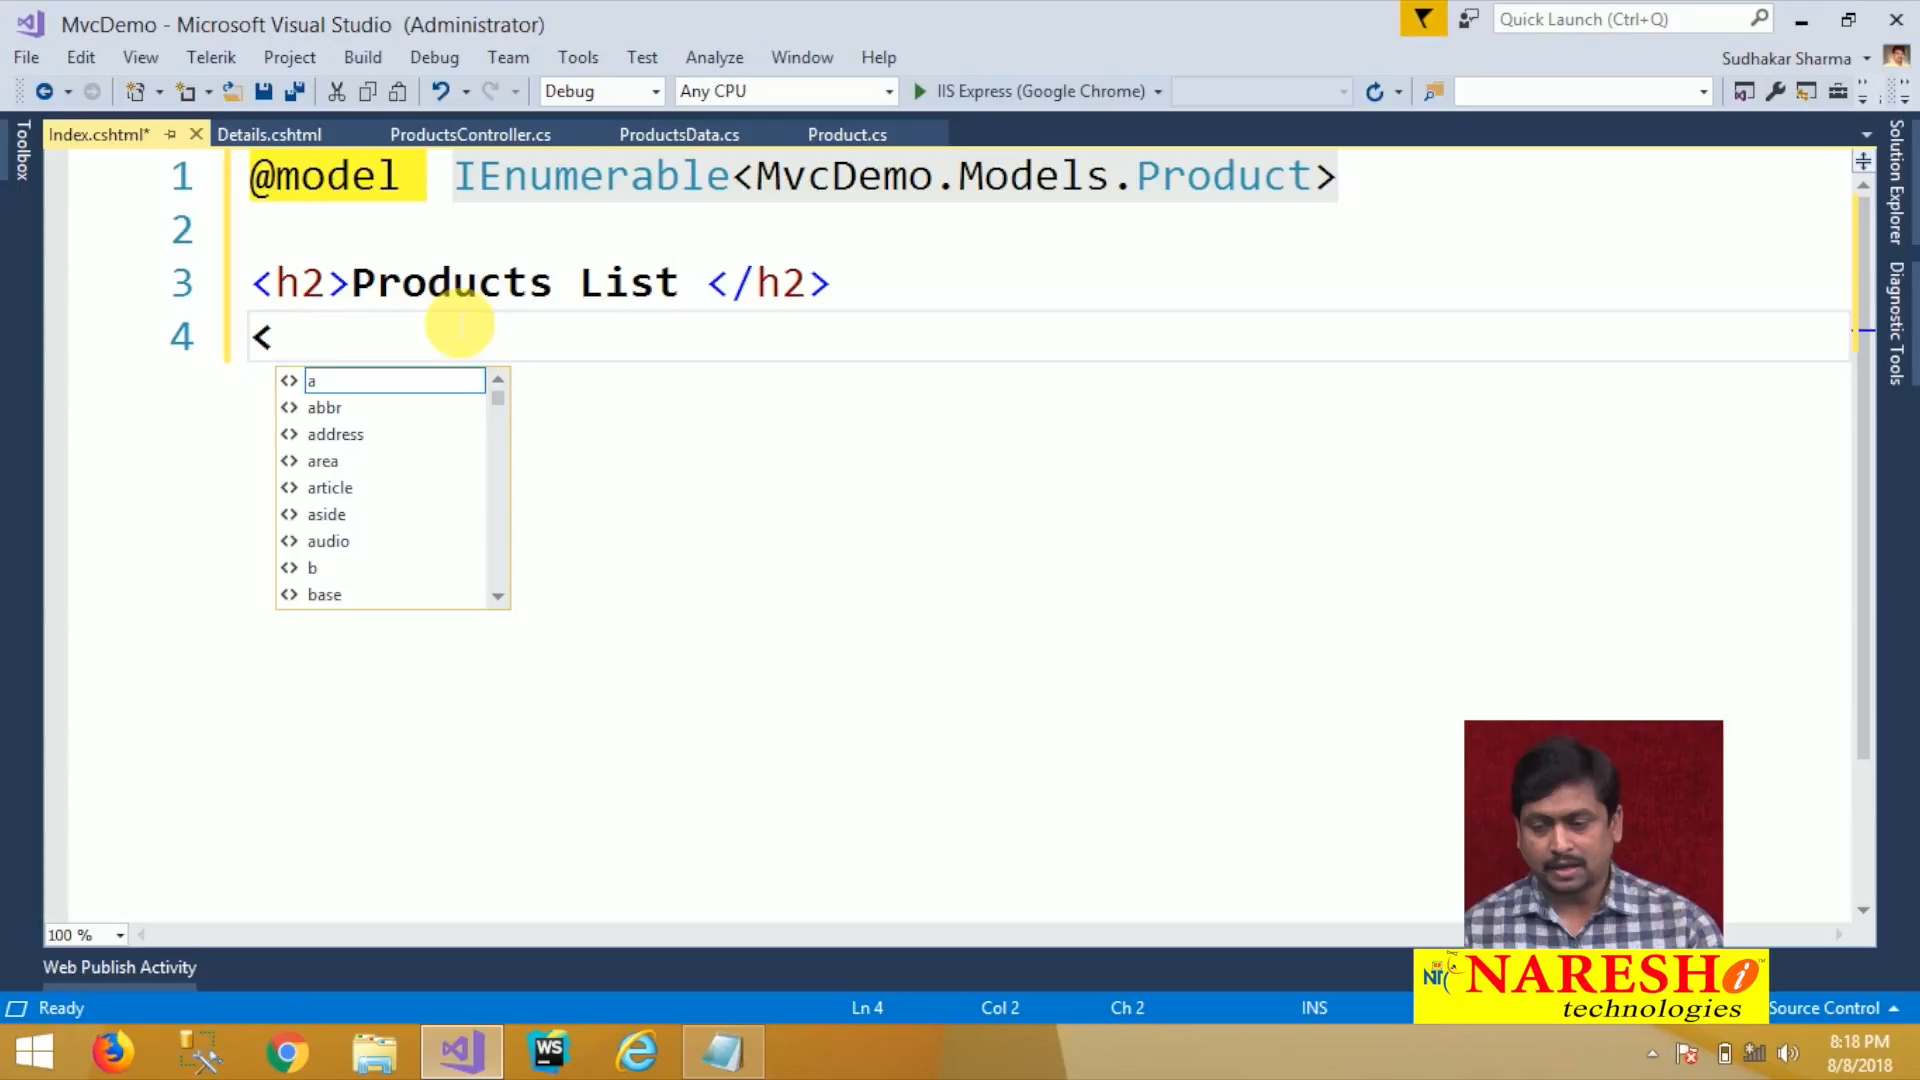 MvcDemo - Microsoft Visual Studio (Administrator)
Quick Launch (Ctrl+Q)
File Edit View Telerik Project Build Debug Team Tools Test Analyze Window Help
Sudhakar Sharma
Debug Any CPU IIS Express (Google Chrome)
Index.cshtml* Details.cshtml ProductsController.cs ProductsData.cs Product.cs
Toolbox
Solution Explorer
Diagnostic Tools
1 @model IEnumerable<MvcDemo.Models.Product>
2
3 <h2>Products List </h2>
4 <
<> a
<> abbr
<> address
<> area
<> article
<> aside
<> audio
<> b
<> base
100 %
Web Publish Activity
NARESHi
technologies
Ready Ln 4 Col 2 Ch 2 INS Source Control
WS
8:18 PM
8/8/2018